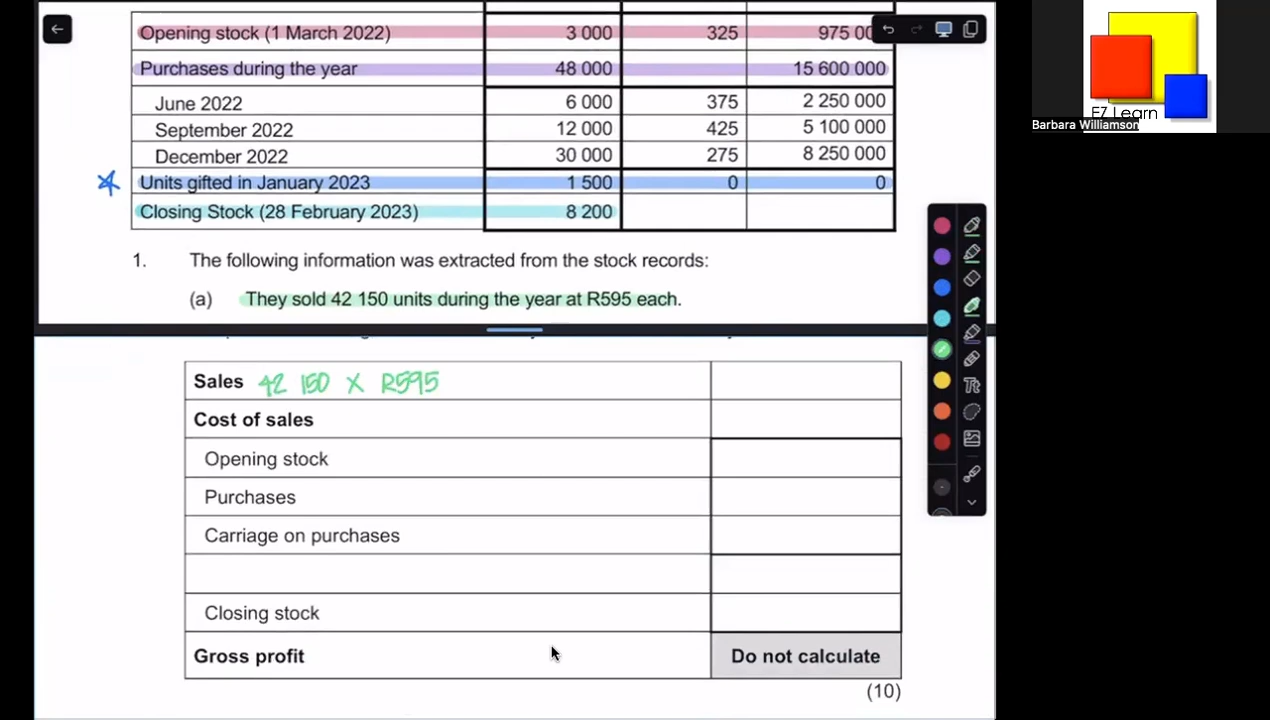 Opening stock (1 March 2022) 3 000 325 975 00
Purchases during the year 48 000 15 600 000
June 2022 6 000 375 2 250 000
September 2022 12 000 425 5 100 000
December 2022 30 000 275 8 250 000
Units gifted in January 2023 1 500 0 0
Closing Stock (28 February 2023) 8 200
1. The following information was extracted from the stock records:
(a) They sold 42 150 units during the year at R595 each.
Sales 42 150 X R595
Cost of sales
Opening stock
Purchases
Carriage on purchases
Closing stock
Gross profit Do not calculate
(10)
EZ Learn
Barbara Williamson
Tt